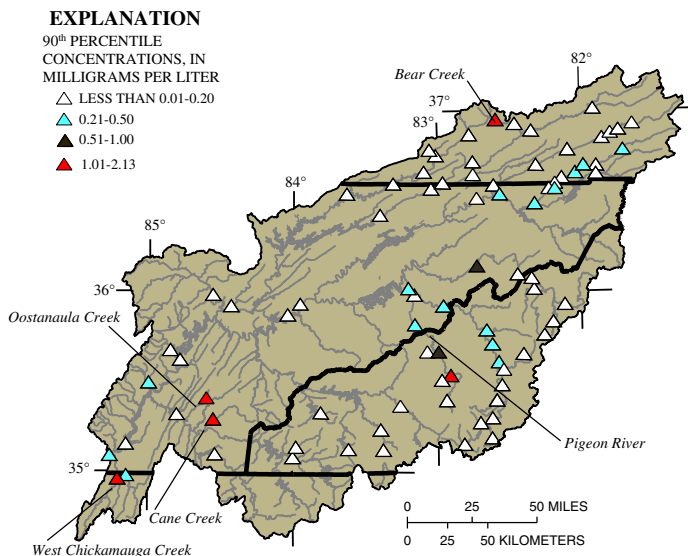 EXPLANATION
90th PERCENTILE
CONCENTRATIONS, IN
MILLIGRAMS PER LITER
LESS THAN 0.01-0.20
0.21-0.50
0.51-1.00
1.01-2.13
Bear Creek
82°
37°
83°
84°
85°
36°
Oostanaula Creek
Pigeon River
35°
Cane Creek
West Chickamauga Creek
0 25 50 MILES
0 25 50 KILOMETERS